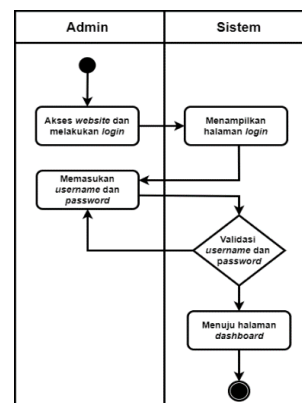 Admin
Sistem
Akses website dan
melakukan login
Menampilkan
halaman login
Memasukan
username dan
password
Validasi
username dan
password
Menuju halaman
dashboard